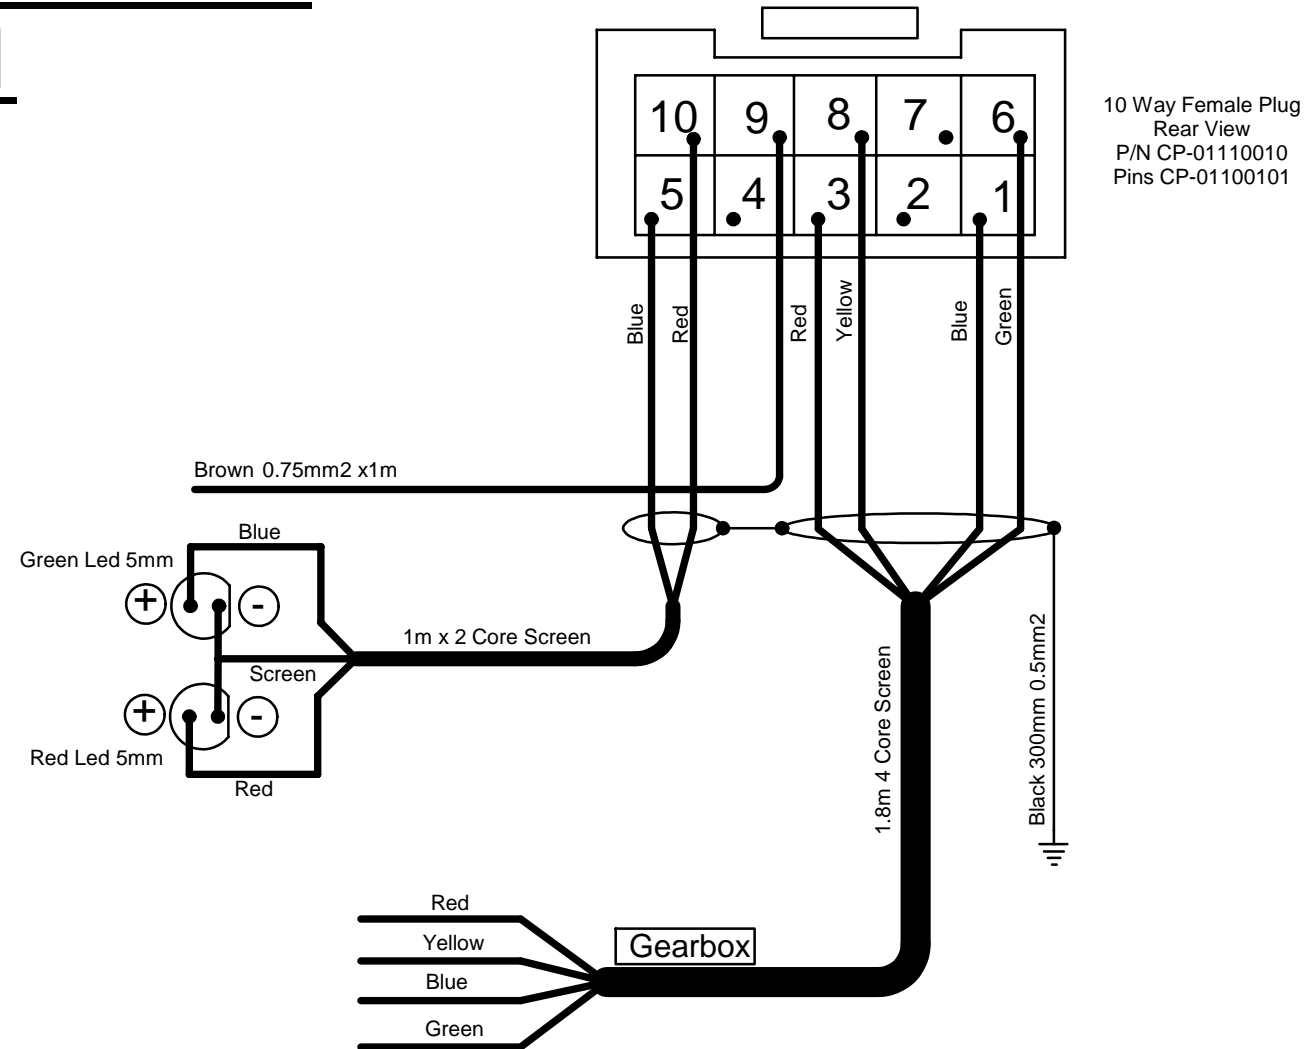 10 9 8 7 6
5 4 3 2 1
10 Way Female Plug
Rear View
P/N CP-01110010
Pins CP-01100101
Blue
Red
Red
Yellow
Blue
Green
Brown 0.75mm2 x1m
Blue
Green Led 5mm
+ -
1m x 2 Core Screen
Screen
+ -
Red Led 5mm
Red
1.8m 4 Core Screen
Black 300mm 0.5mm2
Red
Yellow
Blue
Green
Gearbox